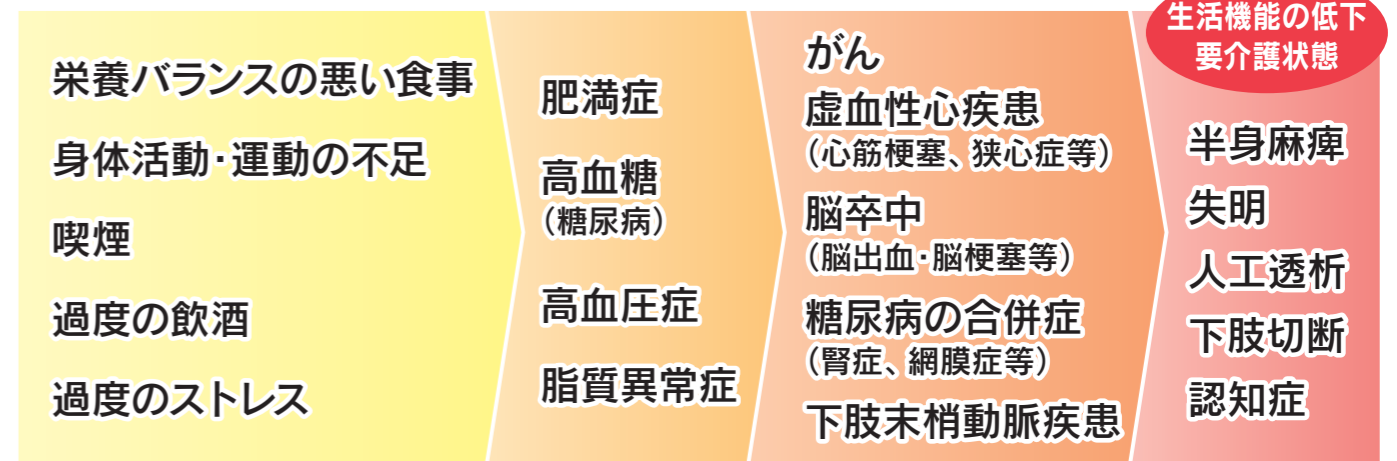 栄養バランスの悪い食事
身体活動・運動の不足
喫煙
過度の飲酒
過度のストレス
肥満症
高血糖
（糖尿病）
高血圧症
脂質異常症
がん
虚血性心疾患
（心筋梗塞、狭心症等）
脳卒中
（脳出血・脳梗塞等）
糖尿病の合併症
（腎症、網膜症等）
下肢末梢動脈疾患
生活機能の低下
要介護状態
半身麻痺
失明
人工透析
下肢切断
認知症